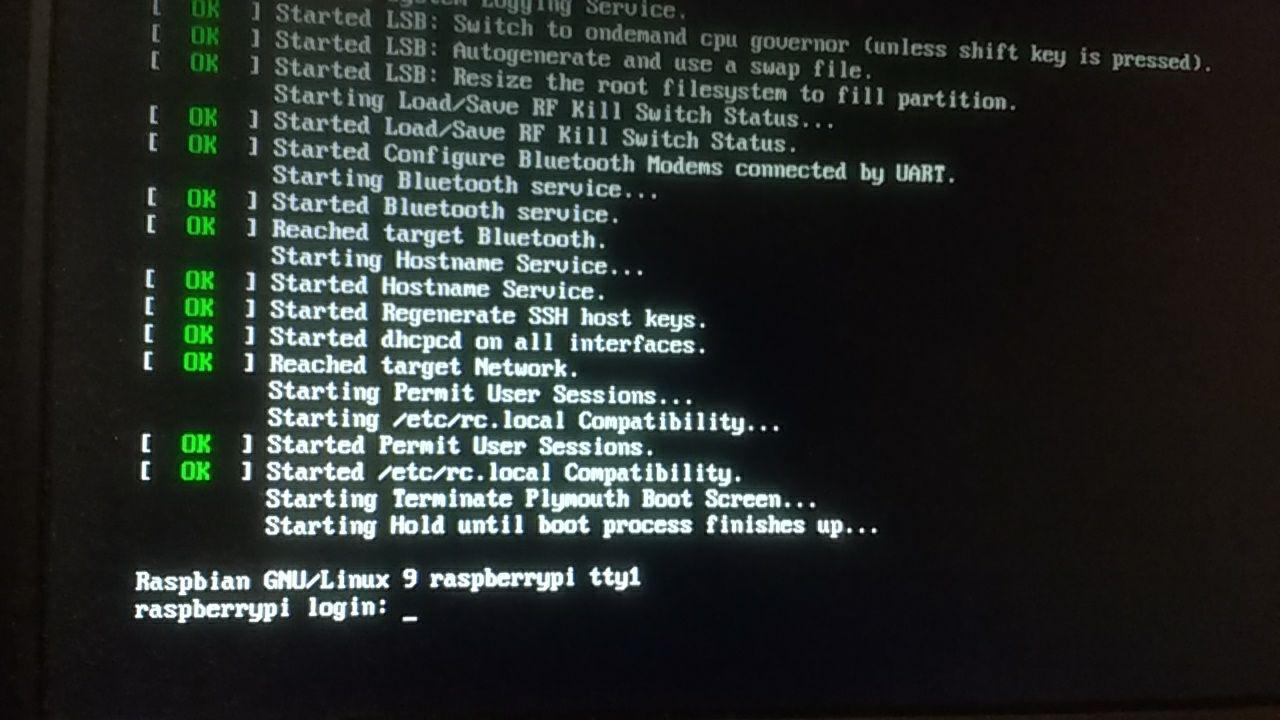 [ OK ] System Logging Service.
[ OK ] Started LSB: Switch to ondemand cpu governor (unless shift key is pressed).
[ OK ] Started LSB: Autogenerate and use a swap file.
Started LSB: Resize the root filesystem to fill partition.
Starting Load/Save RF Kill Switch Status...
[ OK ] Started Load/Save RF Kill Switch Status.
[ OK ] Started Configure Bluetooth Modems connected by UART.
Starting Bluetooth service...
[ OK ] Started Bluetooth service.
[ OK ] Reached target Bluetooth.
Starting Hostname Service...
[ OK ] Started Hostname Service.
[ OK ] Started Regenerate SSH host keys.
[ OK ] Started dhcpcd on all interfaces.
[ OK ] Reached target Network.
Starting Permit User Sessions...
Starting /etc/rc.local Compatibility...
[ OK ] Started Permit User Sessions.
[ OK ] Started /etc/rc.local Compatibility.
Starting Terminate Plymouth Boot Screen...
Starting Hold until boot process finishes up...
Raspbian GNU/Linux 9 raspberrypi tty1
raspberrypi login: _